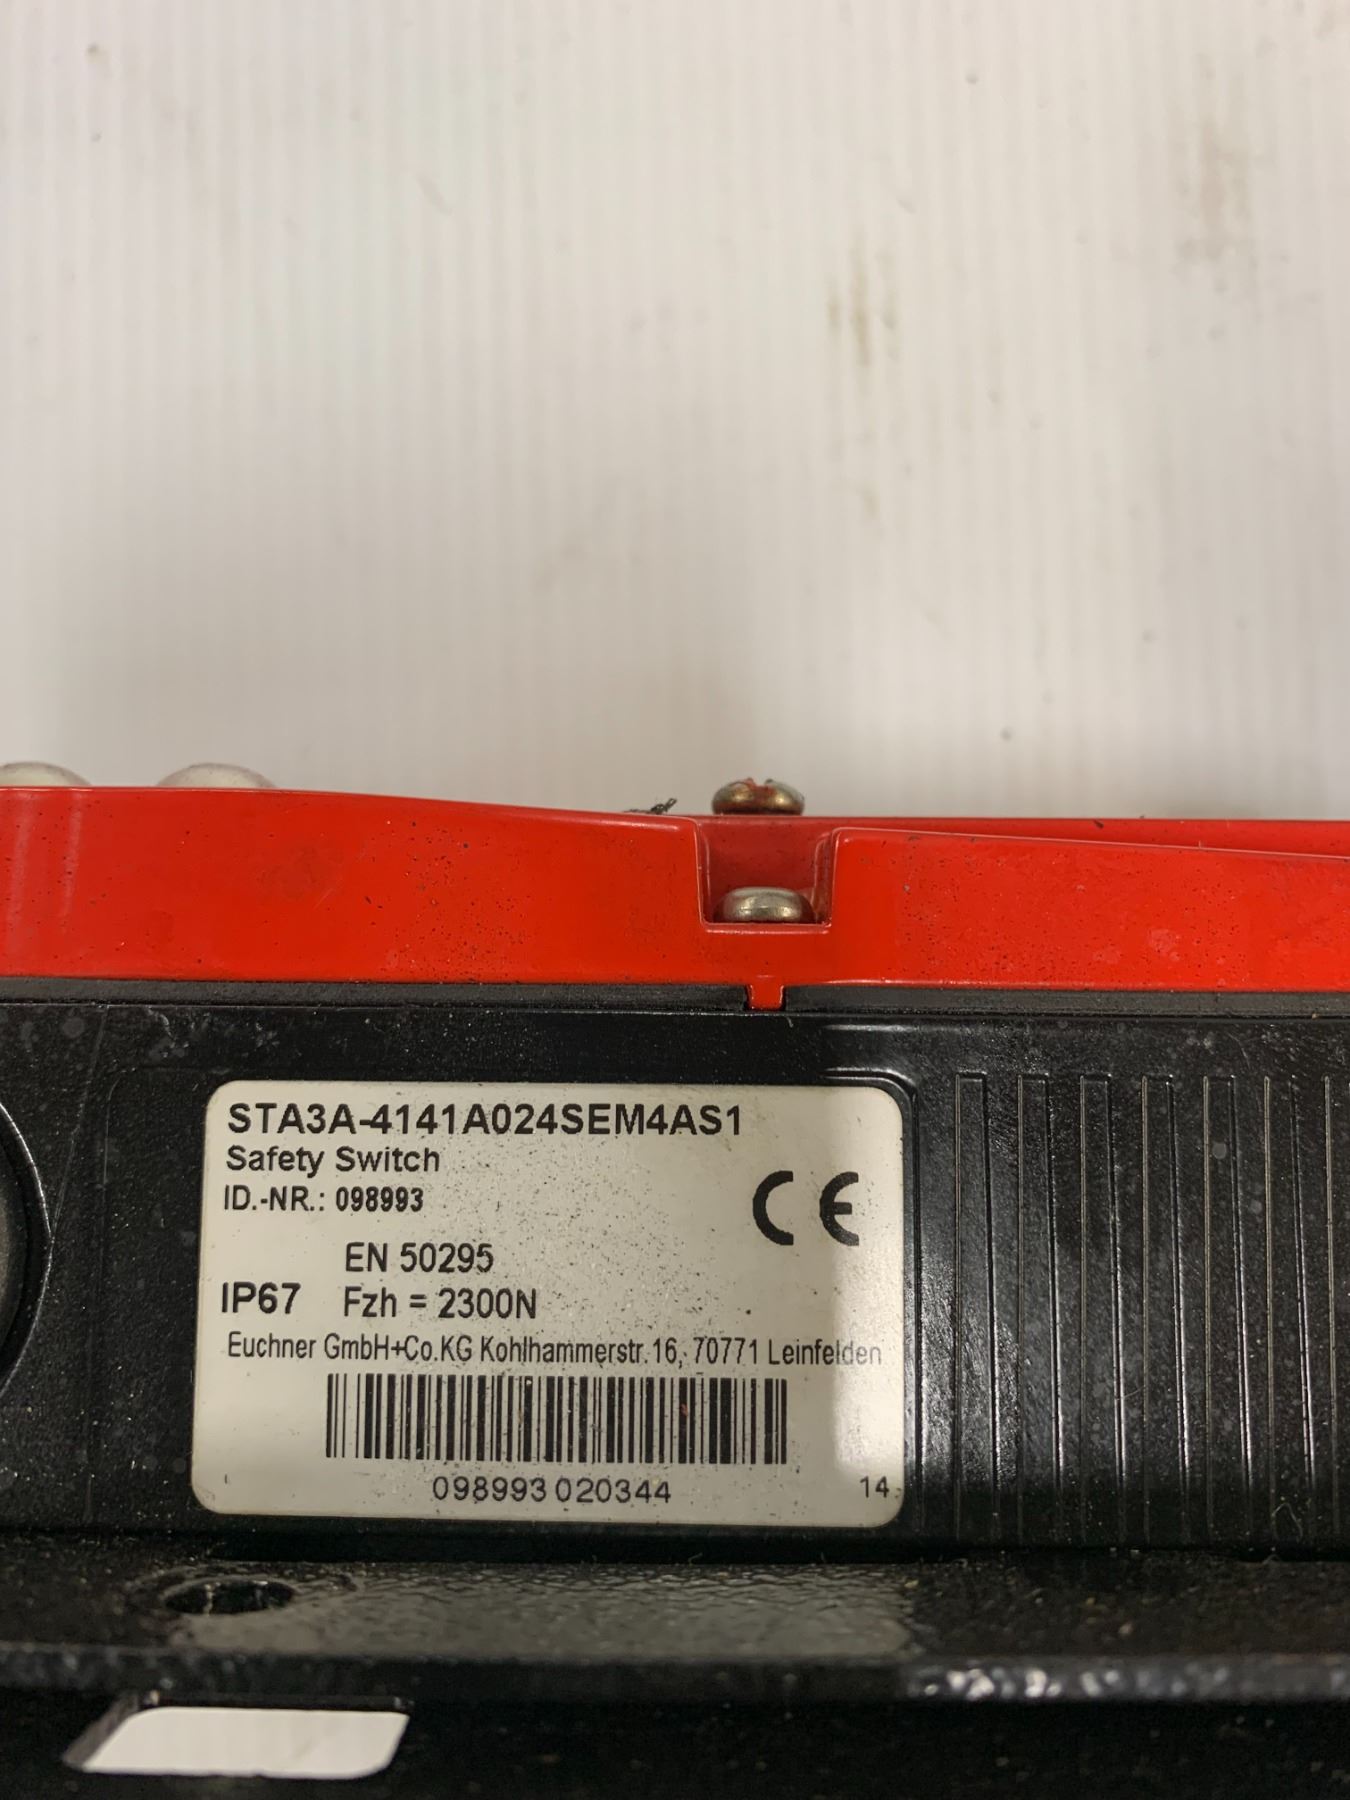 STA3A-4141A024SEM4AS1
Safety Switch
ID.-NR.: 098993
CE
EN 50295
IP67 Fzh = 2300N
Euchner GmbH+Co.KG Kohlhammerstr.16, 70771 Leinfelden
098993 020344 14